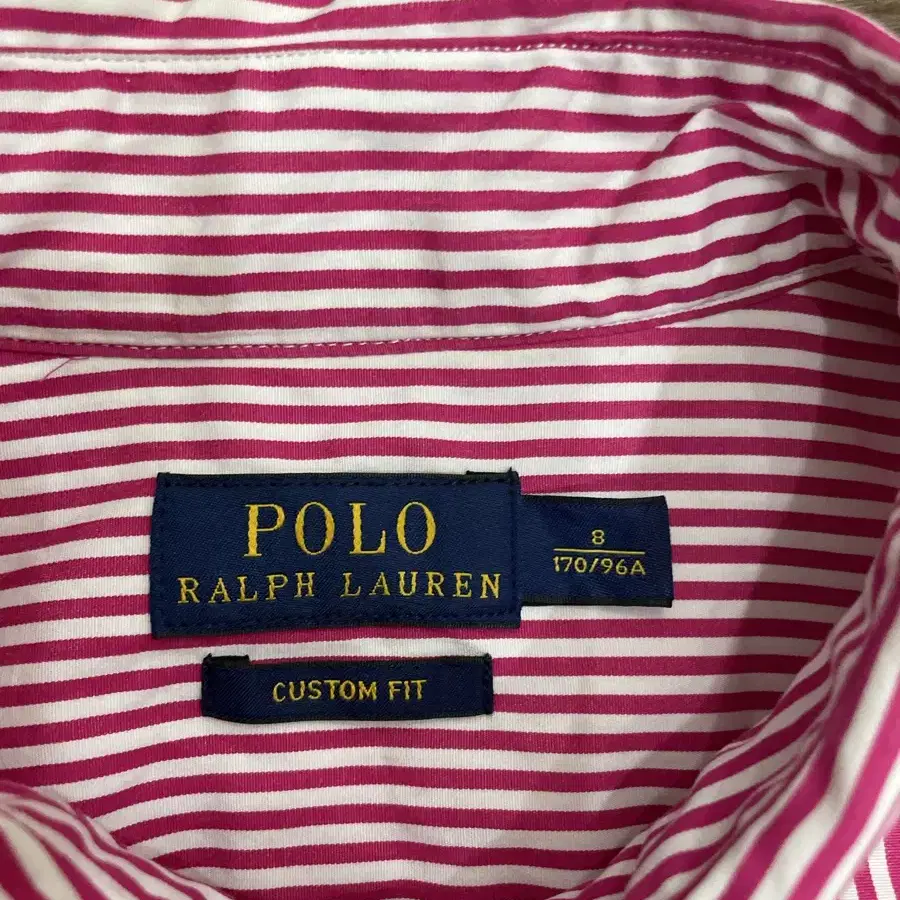 POLO
RALPH LAUREN
8
170/96A
CUSTOM FIT